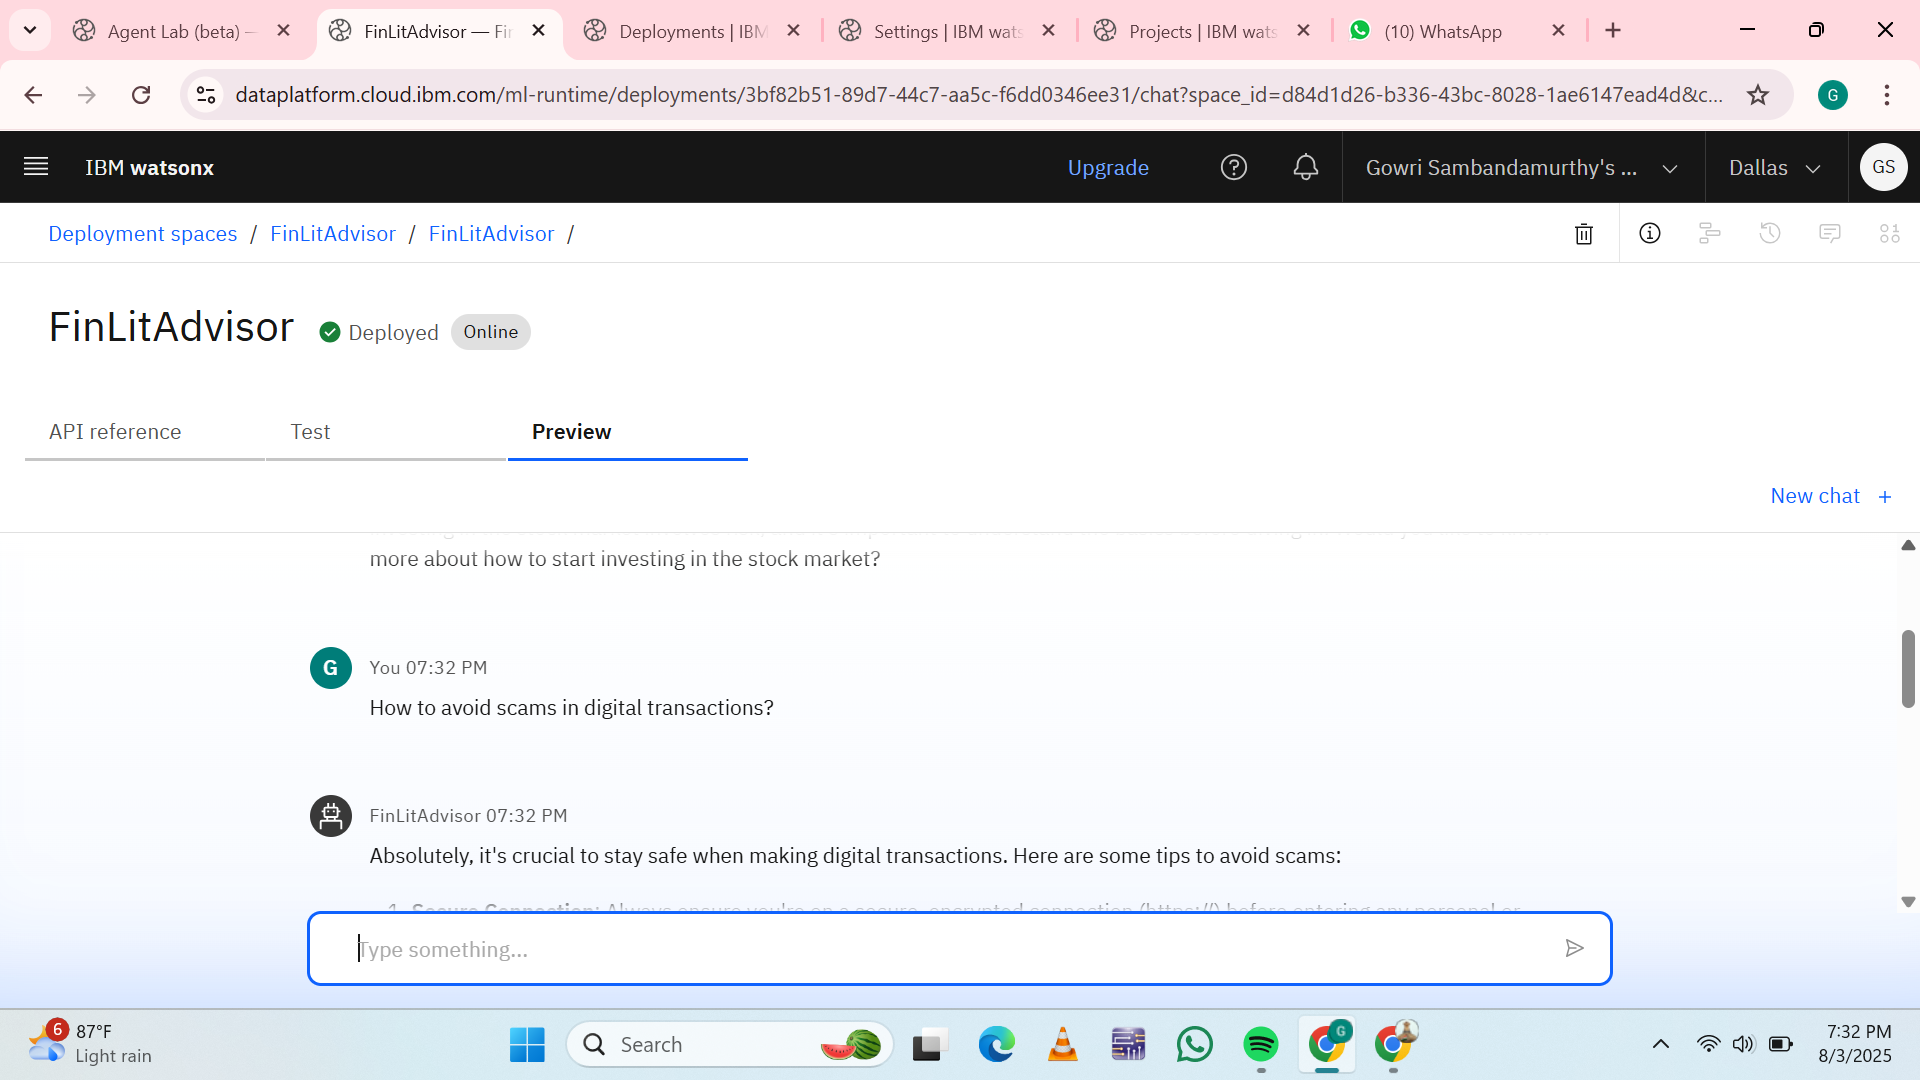 Agent Lab (beta) —
FinLitAdvisor — Fin
Deployments | IBM
Settings | IBM wats
Projects | IBM wats
(10) WhatsApp
dataplatform.cloud.ibm.com/ml-runtime/deployments/3bf82b51-89d7-44c7-aa5c-f6dd0346ee31/chat?space_id=d84d1d26-b336-43bc-8028-1ae6147ead4d&c...
G
IBM watsonx
Upgrade
Gowri Sambandamurthy's ...
Dallas
GS
Deployment spaces / FinLitAdvisor / FinLitAdvisor /
FinLitAdvisor
Deployed
Online
API reference
Test
Preview
New chat +
more about how to start investing in the stock market?
G
You 07:32 PM
How to avoid scams in digital transactions?
FinLitAdvisor 07:32 PM
Absolutely, it's crucial to stay safe when making digital transactions. Here are some tips to avoid scams:
1. Secure Connection: Always ensure you're on a secure, encrypted connection (https://) before entering any personal or
Type something...
6
87°F
Light rain
Search
G
7:32 PM
8/3/2025